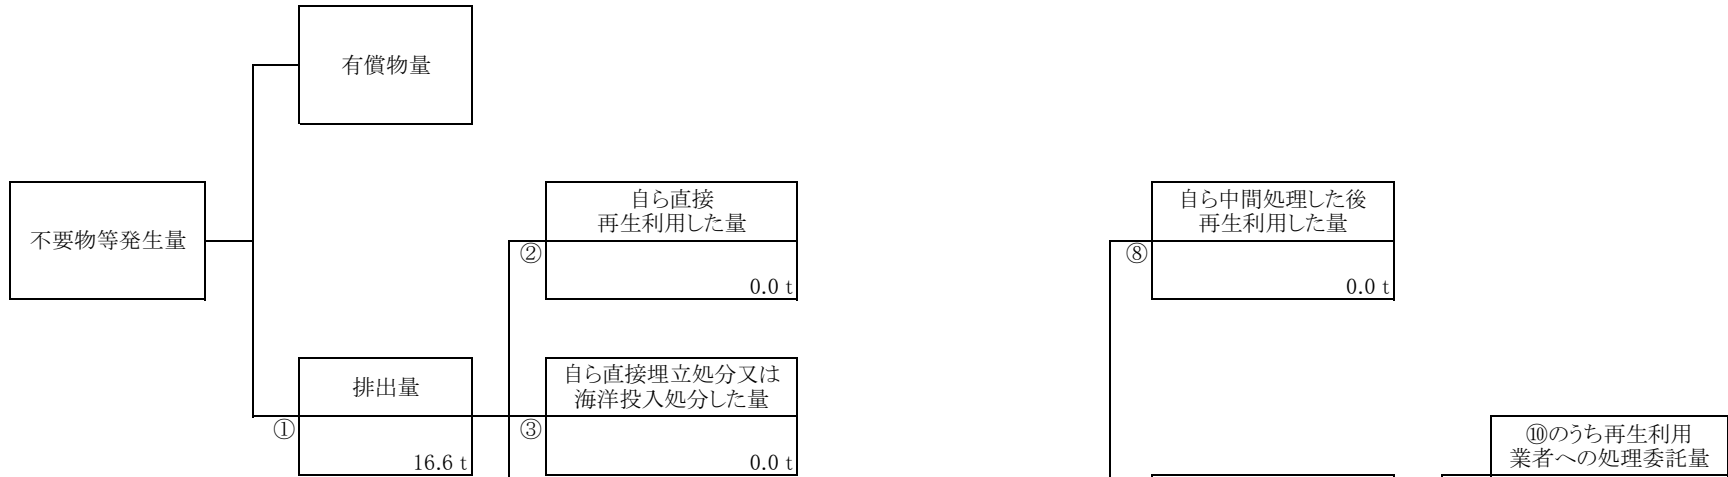 有償物量
不要物等発生量
自ら直接
再生利用した量
②
0.0 t
自ら中間処理した後
再生利用した量
⑧
0.0 t
排出量
①
16.6 t
自ら直接埋立処分又は
海洋投入処分した量
③
0.0 t
⑩のうち再生利用
業者への処理委託量